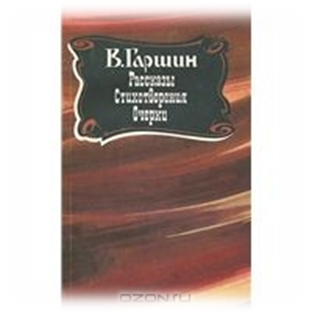 В. Гаршин
Рассказы
Стихотворения
Очерки
OZON.ru